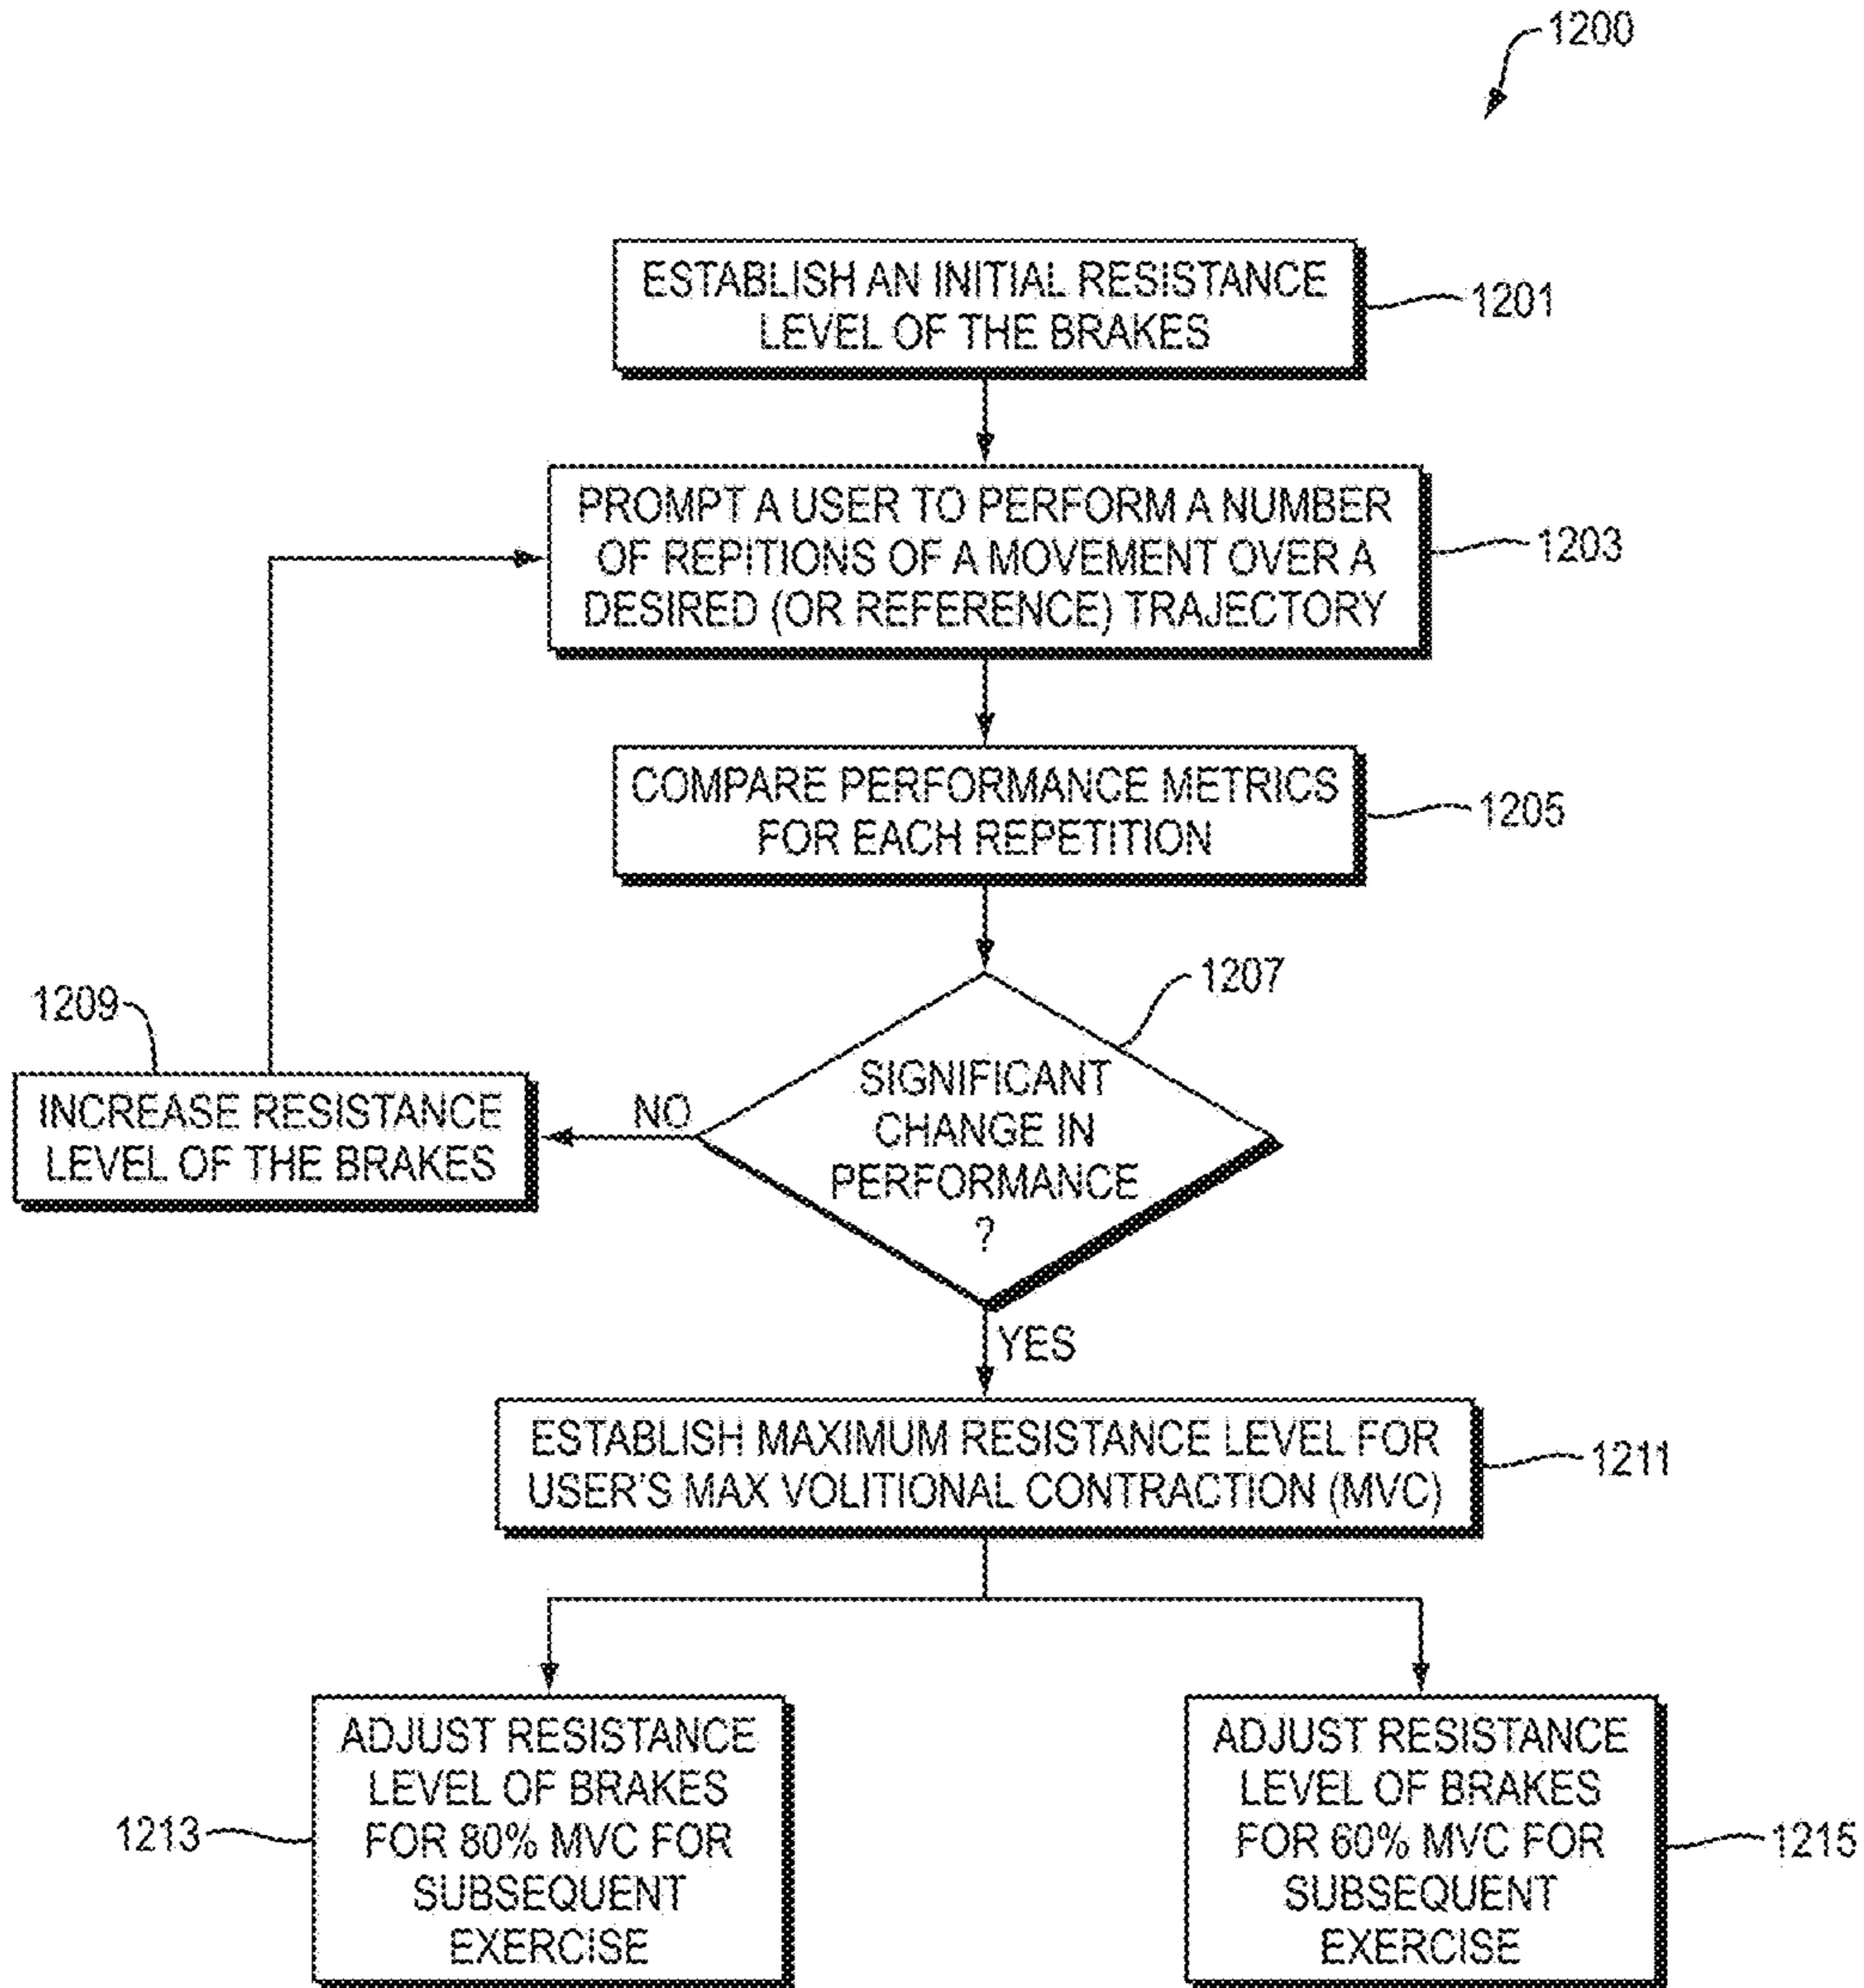 1200
ESTABLISH AN INITIAL RESISTANCE
LEVEL OF THE BRAKES
1201
PROMPT A USER TO PERFORM A NUMBER
OF REPITIONS OF A MOVEMENT OVER A
DESIRED (OR REFERENCE) TRAJECTORY
1203
COMPARE PERFORMANCE METRICS
FOR EACH REPETITION
1205
1207
SIGNIFICANT
CHANGE IN
PERFORMANCE
?
NO
1209
INCREASE RESISTANCE
LEVEL OF THE BRAKES
YES
ESTABLISH MAXIMUM RESISTANCE LEVEL FOR
USER'S MAX VOLITIONAL CONTRACTION (MVC)
1211
ADJUST RESISTANCE
LEVEL OF BRAKES
FOR 80% MVC FOR
SUBSEQUENT
EXERCISE
1213
ADJUST RESISTANCE
LEVEL OF BRAKES
FOR 60% MVC FOR
SUBSEQUENT
EXERCISE
1215